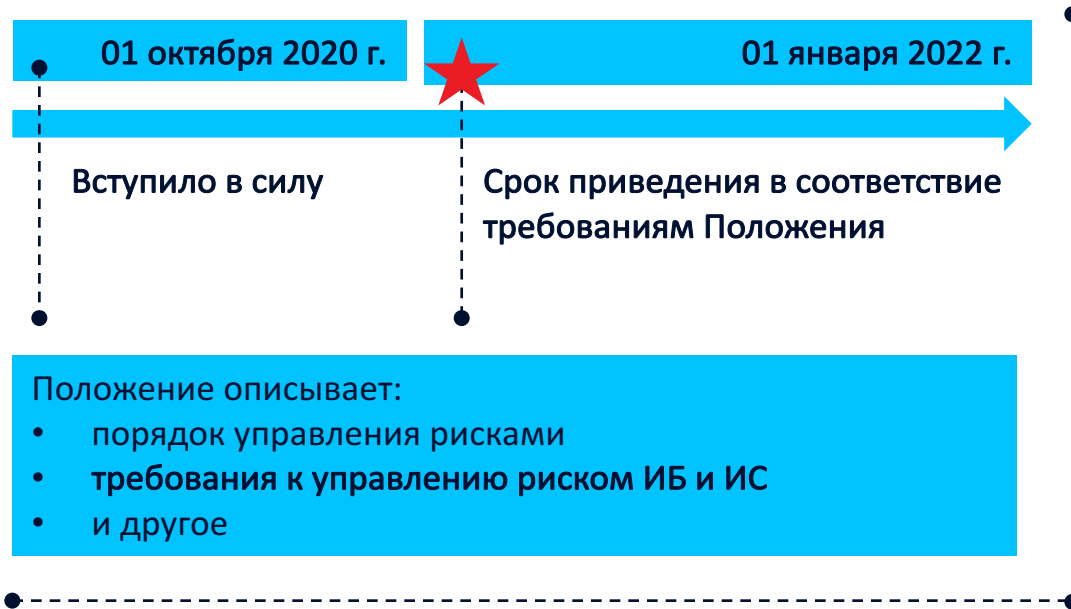 01 октября 2020 г.
01 января 2022 г.
Вступило в силу
Срок приведения в соответствие
требованиям Положения
Положение описывает:
• порядок управления рисками
• требования к управлению риском ИБ и ИС
• и другое